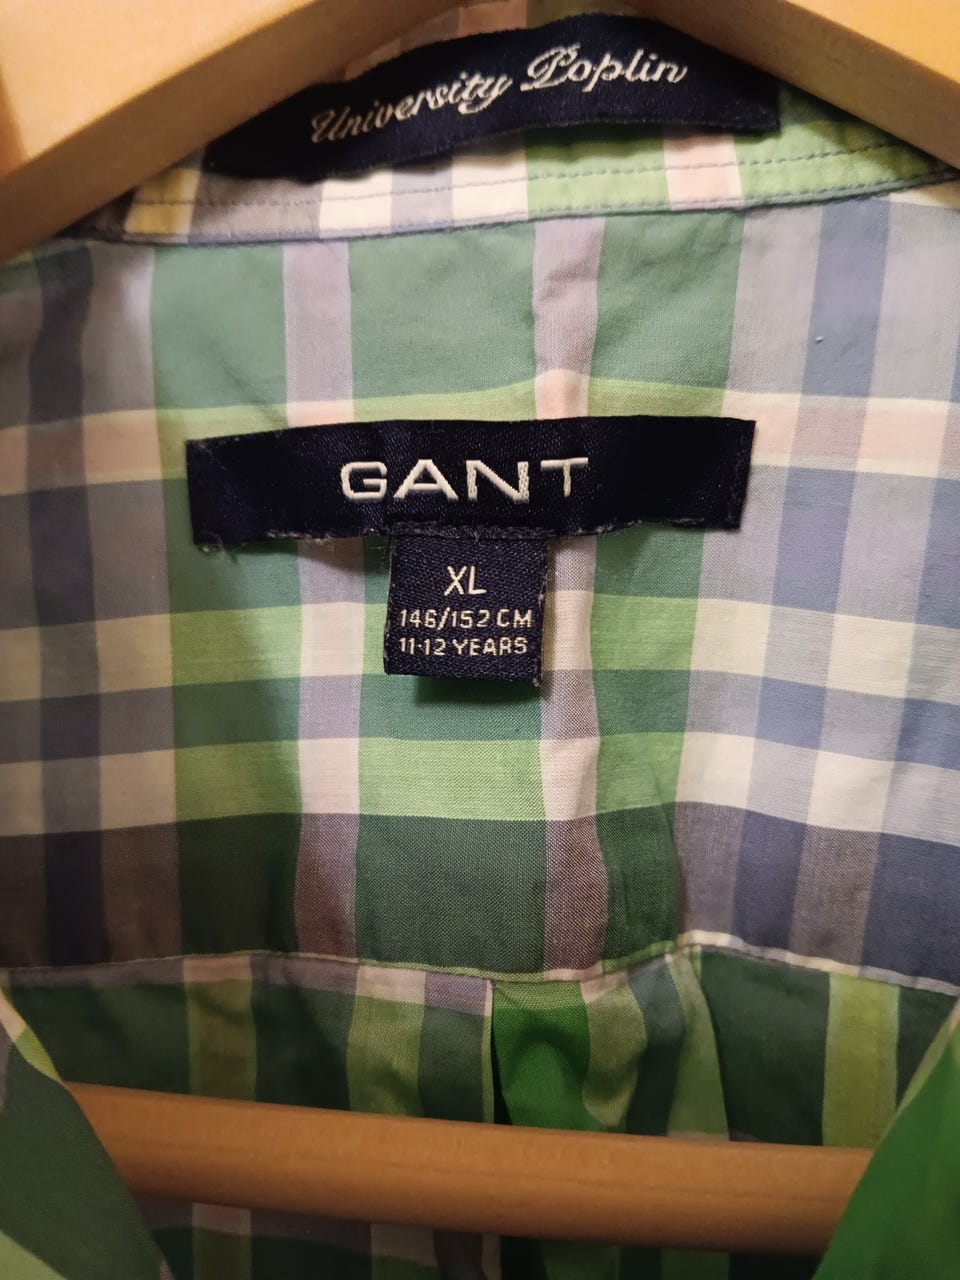 University Poplin
GANT
XL
146/152 CM
11-12 YEARS